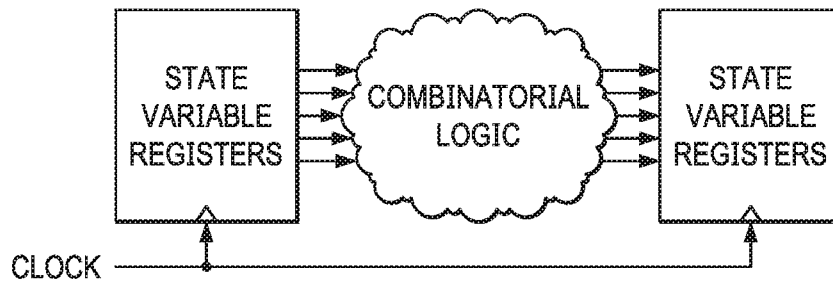 STATE
VARIABLE
REGISTERS
COMBINATORIAL
LOGIC
STATE
VARIABLE
REGISTERS
CLOCK